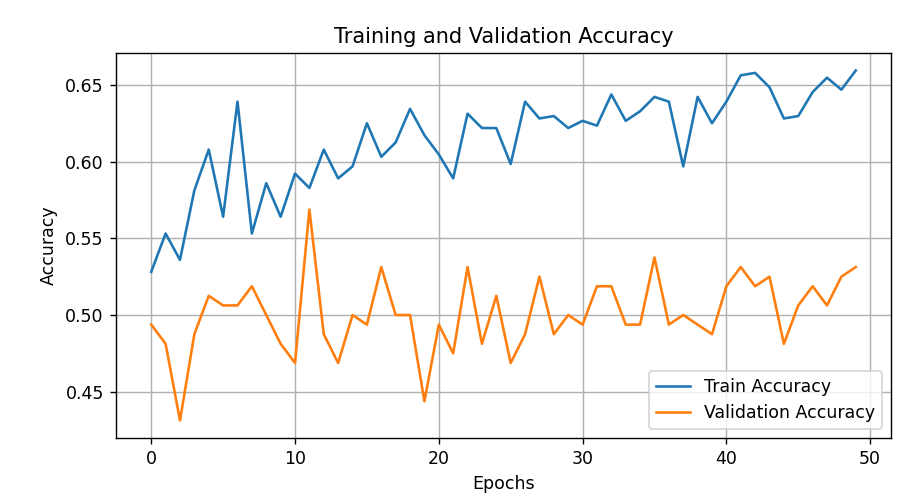 Training and Validation Accuracy
Accuracy
0.65
0.60
0.55
0.50
0.45
Train Accuracy
Validation Accuracy
0 10 20 30 40 50
Epochs